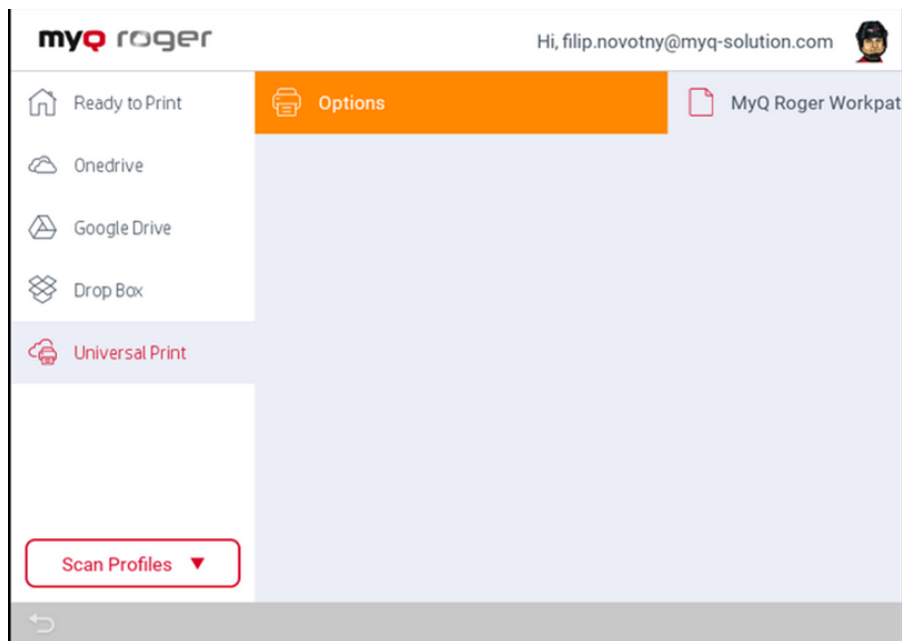 myQ roger
Hi, filip.novotny@myq-solution.com
Ready to Print
Options
MyQ Roger Workpat
Onedrive
Google Drive
Drop Box
Universal Print
Scan Profiles